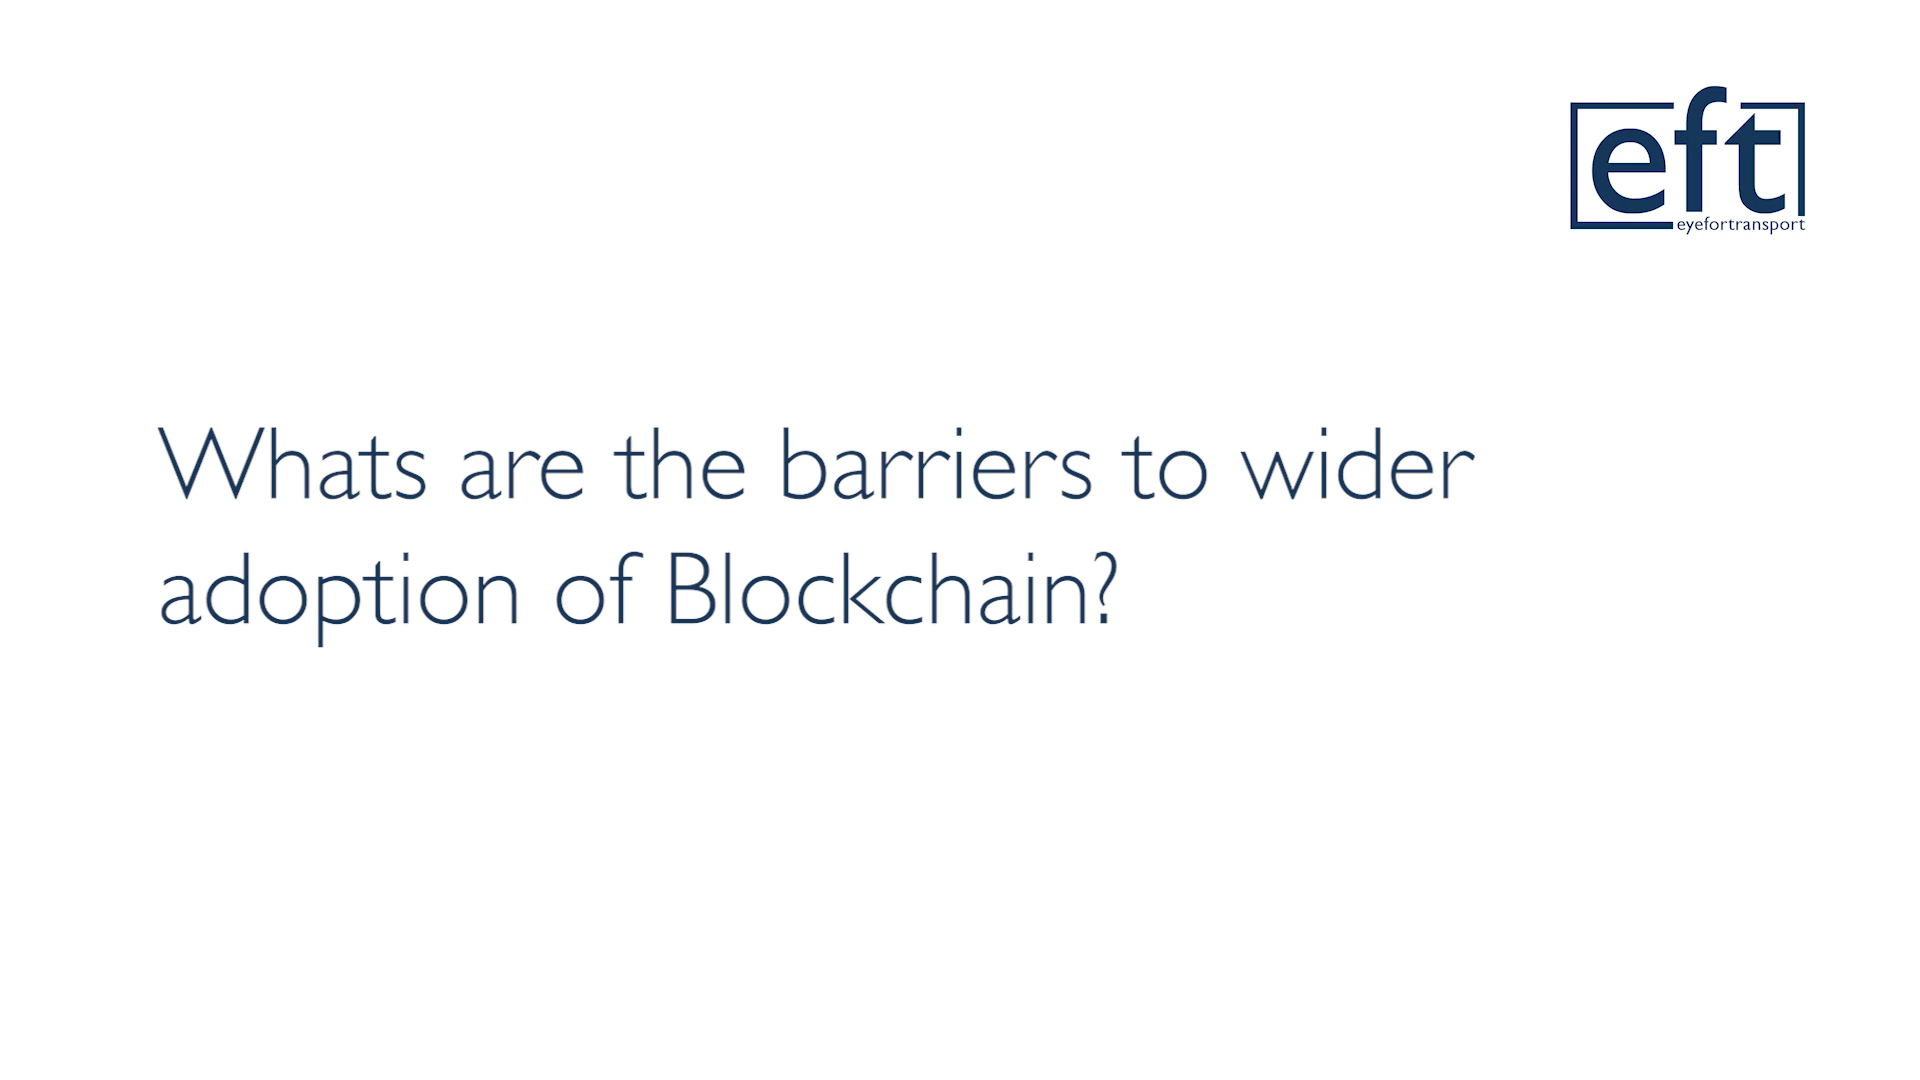 eft
eyefortransport
Whats are the barriers to wider
adoption of Blockchain?